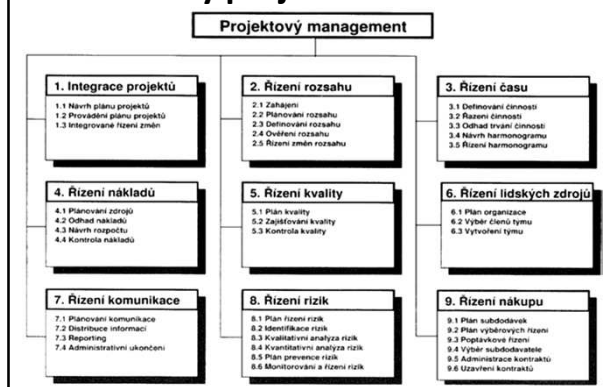 Projektový management
1. Integrace projektů
1.1 Návrh plánu projektů
1.2 Provádění plánu projektů
1.3 Integrované řízení změn
2. Řízení rozsahu
2.1 Zahájení
2.2 Plánování rozsahu
2.3 Definování rozsahu
2.4 Ověření rozsahu
2.5 Řízení změn rozsahu
3. Řízení času
3.1 Definování činností
3.2 Řazení činností
3.3 Odhad trvání činností
3.4 Návrh harmonogramu
3.5 Řízení harmonogramu
4. Řízení nákladů
4.1 Plánování zdrojů
4.2 Odhad nákladů
4.3 Návrh rozpočtu
4.4 Kontrola nákladů
5. Řízení kvality
5.1 Plán kvality
5.2 Zajišťování kvality
5.3 Kontrola kvality
6. Řízení lidských zdrojů
6.1 Plán organizace
6.2 Výběr členů týmu
6.3 Vytvoření týmu
7. Řízení komunikace
7.1 Plánování komunikace
7.2 Distribuce informací
7.3 Reporting
7.4 Administrativní ukončení
8. Řízení rizik
8.1 Plán řízení rizik
8.2 Identifikace rizik
8.3 Kvalitativní analýza rizik
8.4 Kvantitativní analýza rizik
8.5 Plán prevence rizik
8.6 Monitorování a řízení rizik
9. Řízení nákupu
9.1 Plán subdodávek
9.2 Plán výběrových řízení
9.3 Poptávkové řízení
9.4 Výběr subdodavatele
9.5 Administrace kontraktů
9.6 Uzavření kontraktů